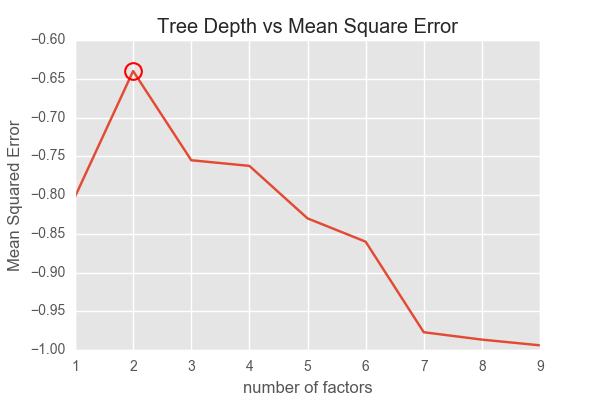 Tree Depth vs Mean Square Error
Mean Squared Error
−0.60
−0.65
−0.70
−0.75
−0.80
−0.85
−0.90
−0.95
−1.00
1 2 3 4 5 6 7 8 9
number of factors